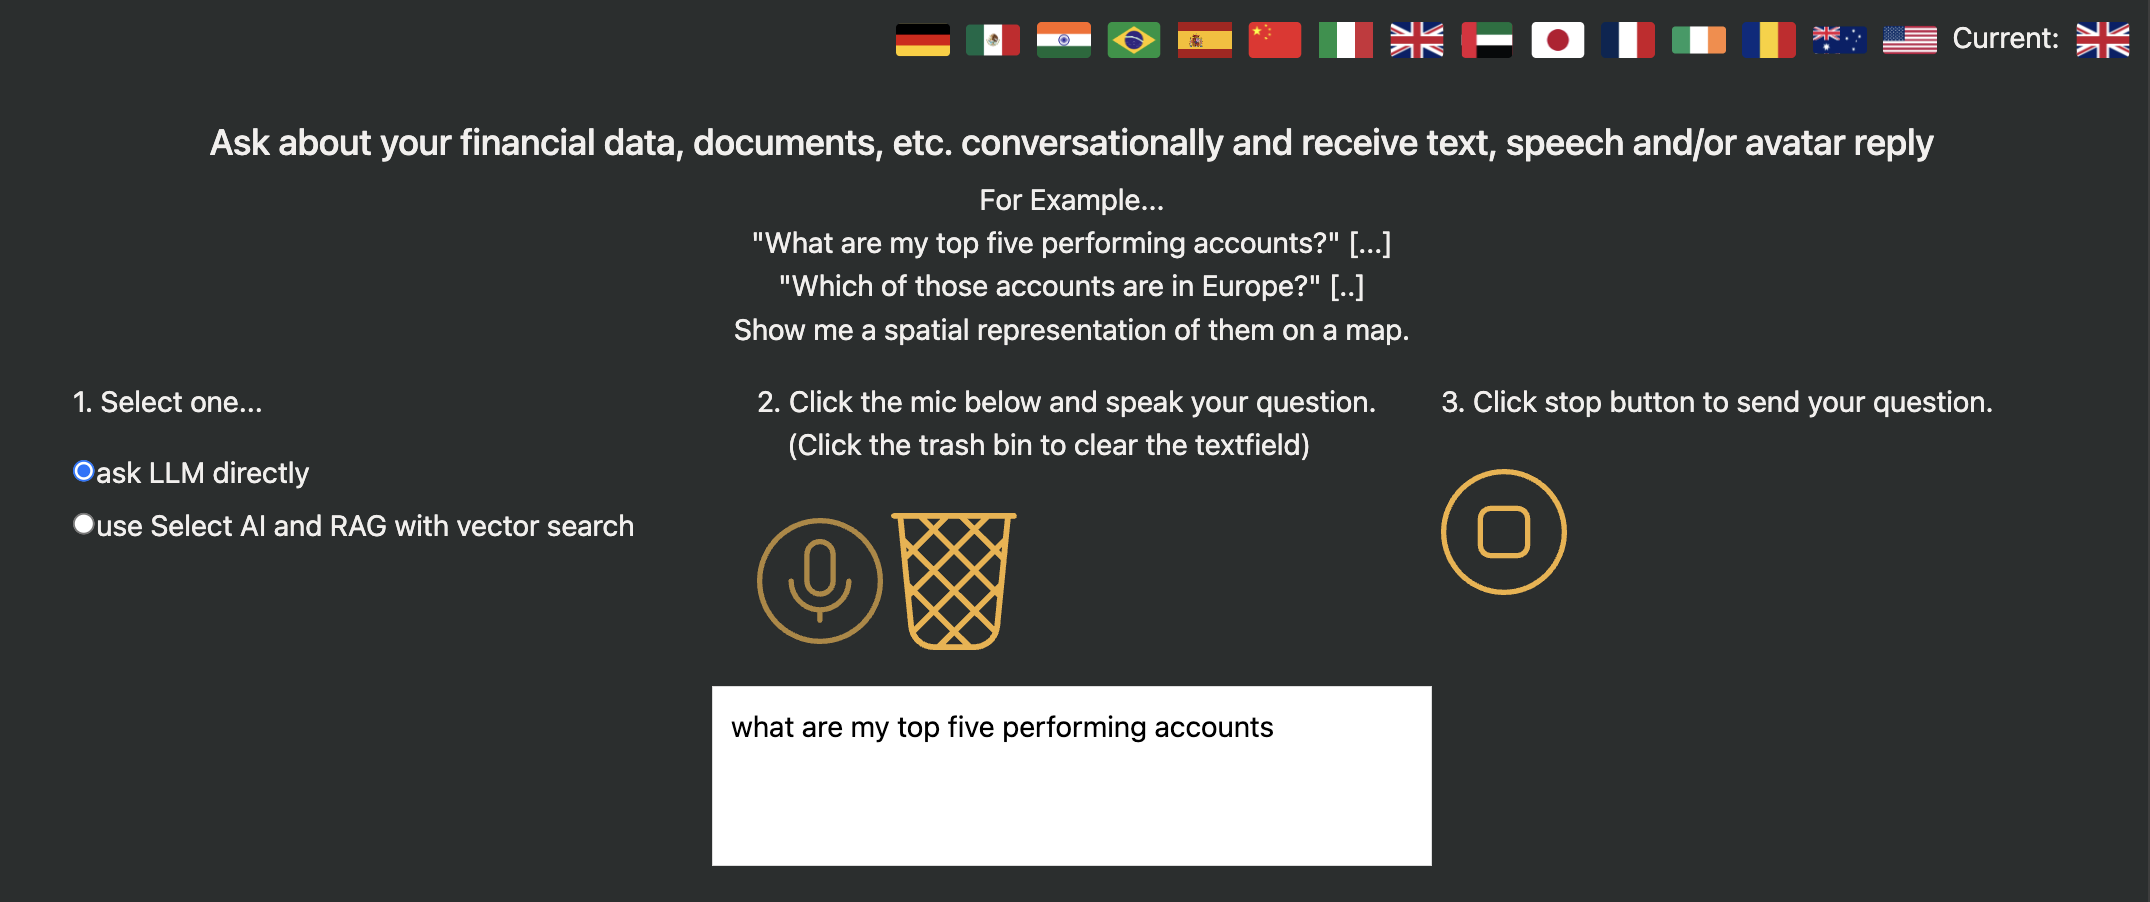 Current:
Ask about your financial data, documents, etc. conversationally and receive text, speech and/or avatar reply
For Example...
"What are my top five performing accounts?" [...]
"Which of those accounts are in Europe?" [..]
Show me a spatial representation of them on a map.
1. Select one...
ask LLM directly
use Select AI and RAG with vector search
2. Click the mic below and speak your question.
(Click the trash bin to clear the textfield)
3. Click stop button to send your question.
what are my top five performing accounts